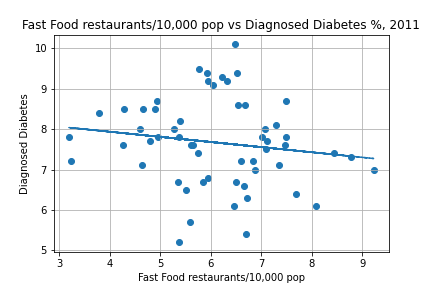 Fast Food restaurants/10,000 pop vs Diagnosed Diabetes %, 2011
10
9
8
7
6
5
Diagnosed Diabetes
3 4 5 6 7 8 9
Fast Food restaurants/10,000 pop